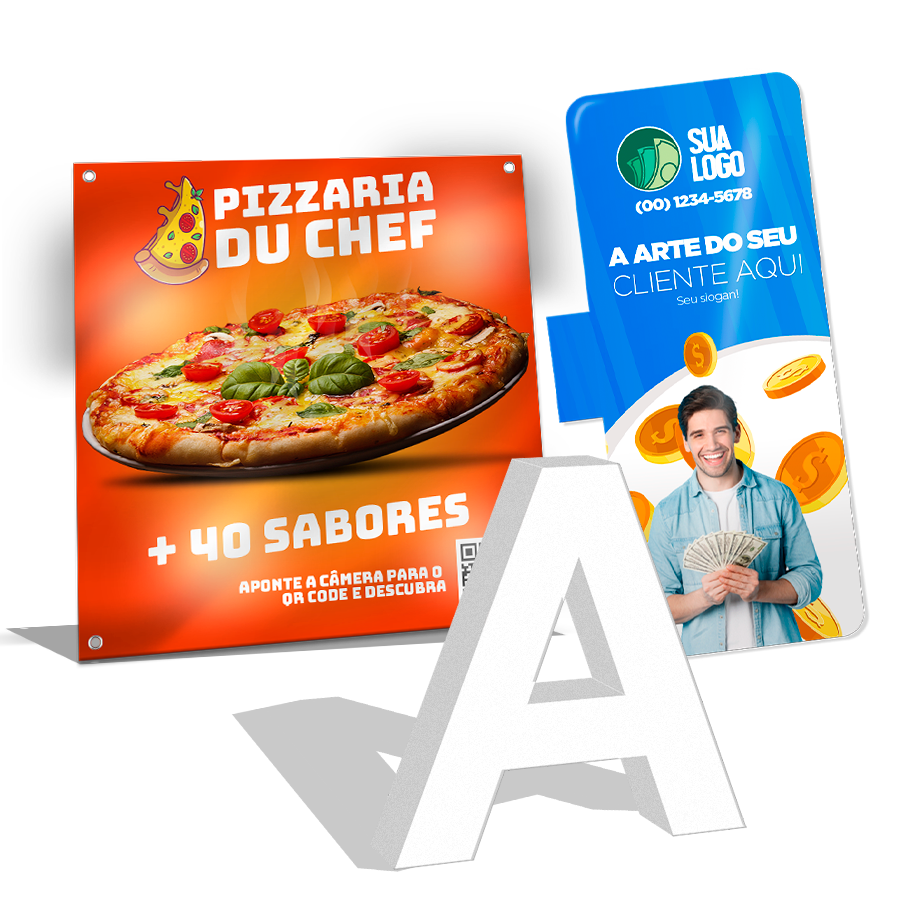 PIZZARIA
DU CHEF
+ 40 SABORES
APONTE A CÂMERA PARA O
QR CODE E DESCUBRA
SUA
LOGO
(00) 1234-5678
A ARTE DO SEU
CLIENTE AQUI
Seu slogan!
A